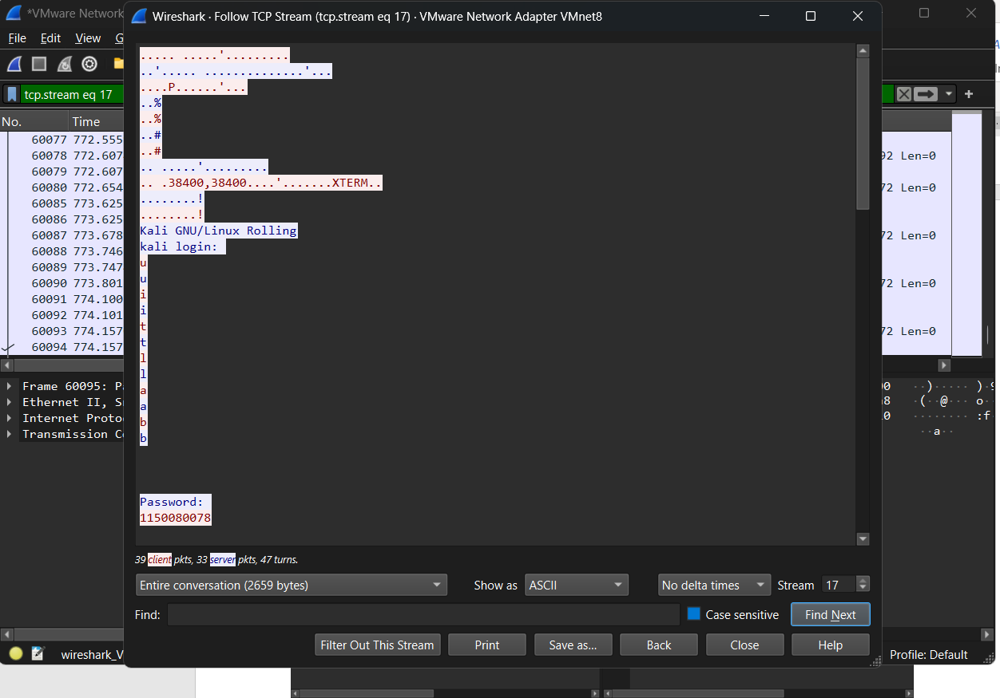 *VMware Network
Wireshark · Follow TCP Stream (tcp.stream eq 17) · VMware Network Adapter VMnet8
File Edit View G
tcp.stream eq 17
No. Time
60077 772.555
60078 772.607
60079 772.607
60080 772.654
60085 773.625
60086 773.625
60087 773.678
60088 773.746
60089 773.747
60090 773.801
60091 774.100
60092 774.101
60093 774.157
60094 774.157
92 Len=0
72 Len=0
72 Len=0
72 Len=0
72 Len=0
Frame 60095: Pa
Ethernet II, Sr
Internet Protoc
Transmission Co
..... .....'.........
..'..... ..............'...
....P......'...
..%
..%
..#
..#
.. .....'.........
.. .38400,38400....'.......XTERM..
........!
........!
Kali GNU/Linux Rolling
kali login:
u
u
i
i
t
t
l
l
a
a
b
b
Password:
1150080078
39 client pkts, 33 server pkts, 47 turns.
Entire conversation (2659 bytes)
Show as ASCII
No delta times
Stream 17
Find:
Case sensitive
Find Next
Filter Out This Stream
Print
Save as...
Back
Close
Help
wireshark_V
Profile: Default